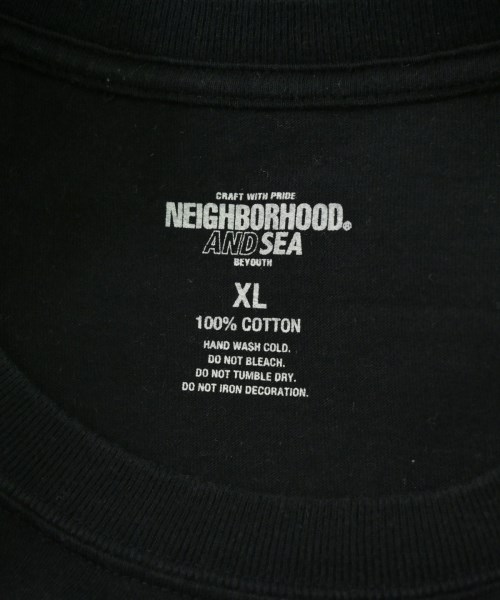 CRAFT WITH PRIDE
NEIGHBORHOOD®
AND SEA
BEYOUTH
XL
100% COTTON
HAND WASH COLD.
DO NOT BLEACH.
DO NOT TUMBLE DRY.
DO NOT IRON DECORATION.